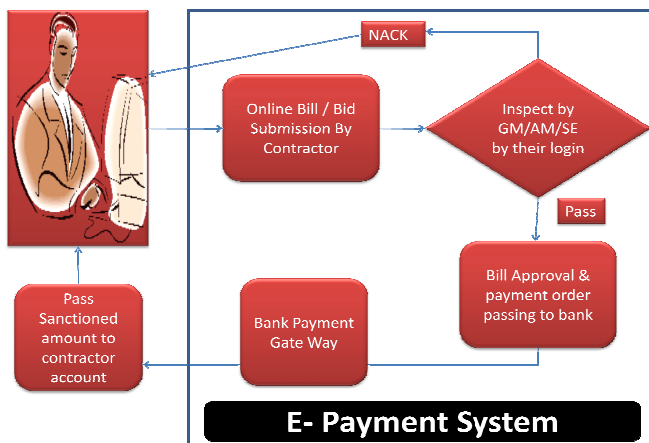 NACK
Online Bill / Bid
Submission By
Contractor
Inspect by
GM/AM/SE
by their login
Pass
Bill Approval &
payment order
passing to bank
Bank Payment
Gate Way
Pass
Sanctioned
amount to
contractor
account
E- Payment System